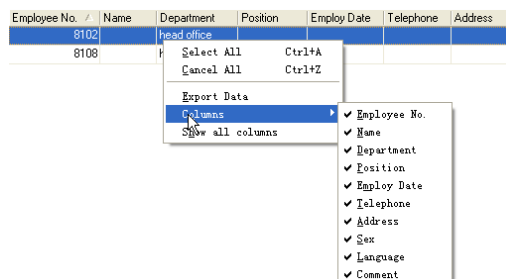 Employee No. Name Department Position Employ Date Telephone Address
8102 head office
8108 h
Select All Ctrl+A
Cancel All Ctrl+Z
Export Data
Columns
Show all columns
Employee No.
Name
Department
Position
Employ Date
Telephone
Address
Sex
Language
Comment